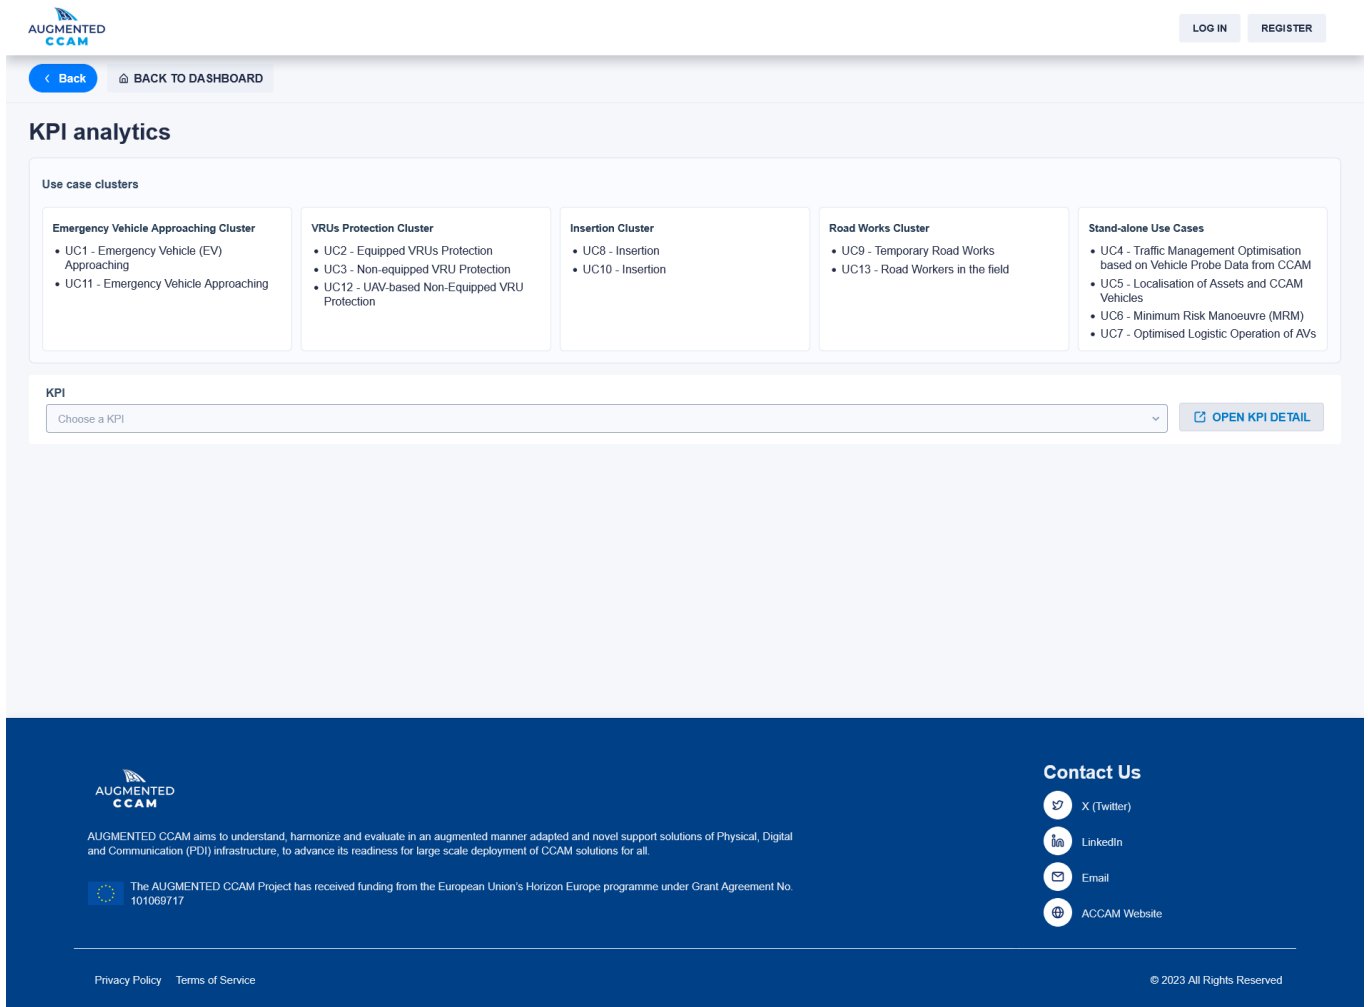 AUGMENTED
CCAM
LOG IN
REGISTER
Back
BACK TO DASHBOARD
KPI analytics
Use case clusters
Emergency Vehicle Approaching Cluster
• UC1 - Emergency Vehicle (EV)
Approaching
• UC11 - Emergency Vehicle Approaching
VRUs Protection Cluster
• UC2 - Equipped VRUs Protection
• UC3 - Non-equipped VRU Protection
• UC12 - UAV-based Non-Equipped VRU
Protection
Insertion Cluster
• UC8 - Insertion
• UC10 - Insertion
Road Works Cluster
• UC9 - Temporary Road Works
• UC13 - Road Workers in the field
Stand-alone Use Cases
• UC4 - Traffic Management Optimisation
based on Vehicle Probe Data from CCAM
• UC5 - Localisation of Assets and CCAM
Vehicles
• UC6 - Minimum Risk Manoeuvre (MRM)
• UC7 - Optimised Logistic Operation of AVs
KPI
Choose a KPI
OPEN KPI DETAIL
AUGMENTED
CCAM
AUGMENTED CCAM aims to understand, harmonize and evaluate in an augmented manner adapted and novel support solutions of Physical, Digital
and Communication (PDI) infrastructure, to advance its readiness for large scale deployment of CCAM solutions for all.
The AUGMENTED CCAM Project has received funding from the European Union's Horizon Europe programme under Grant Agreement No.
101069717
Contact Us
X (Twitter)
LinkedIn
Email
ACCAM Website
Privacy Policy
Terms of Service
© 2023 All Rights Reserved